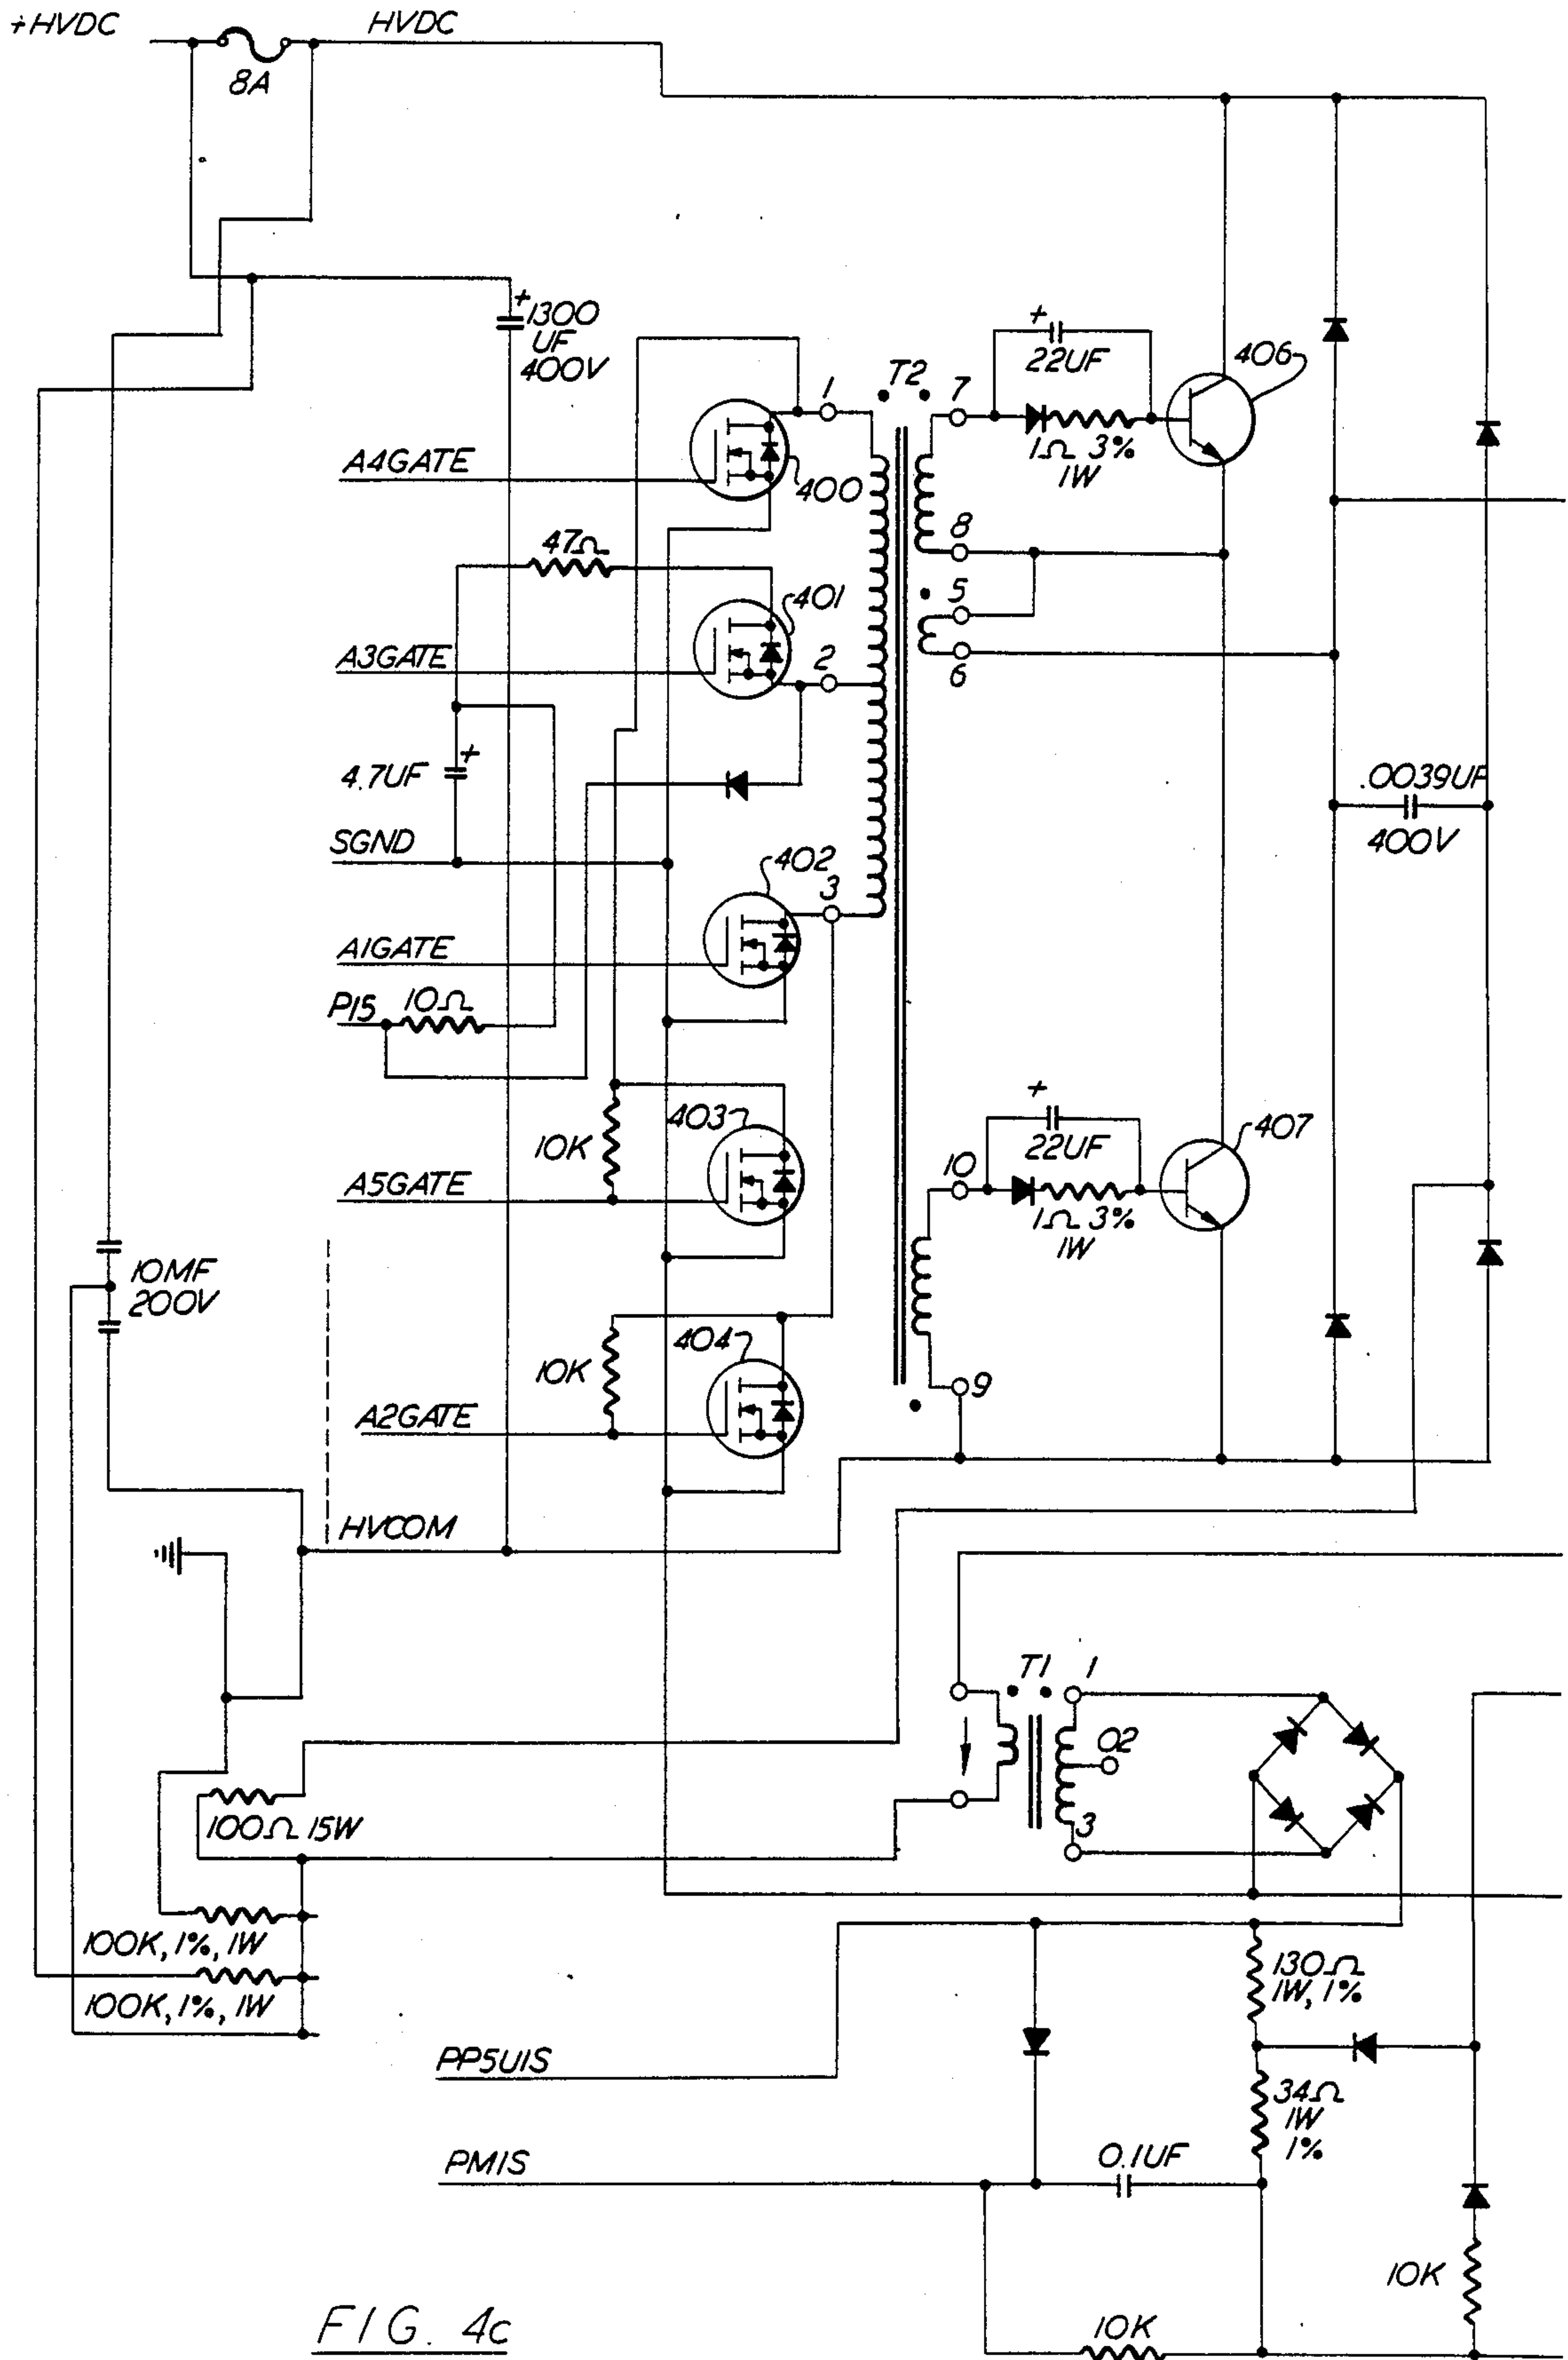 +HVDC
HVDC
8A
+
1300
UF
400V
+
22UF
406
T2
1
7
1Ω 3%
1W
A4GATE
400
8
47Ω
401
5
A3GATE
2
6
+
4.7UF
.0039UF
400V
SGND
402
3
A1GATE
P15
10Ω
+
22UF
407
403
10K
10
A5GATE
1Ω 3%
1W
10MF
200V
404
10K
9
A2GATE
HVCOM
T1
1
O2
3
100Ω 15W
100K, 1%, 1W
100K, 1%, 1W
130Ω
1W, 1%
PP5U1S
34Ω
1W
1%
PM1S
0.1UF
10K
10K
FIG. 4c